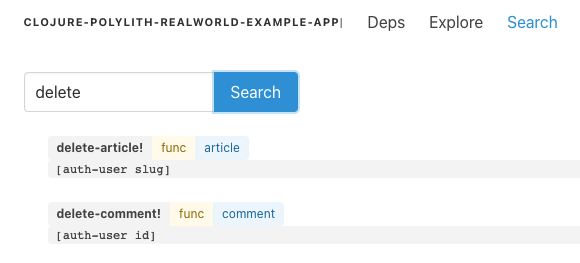 CLOJURE-POLYLITH-REALWORLD-EXAMPLE-APP| Deps Explore Search
delete Search
delete-article! func article
[auth-user slug]
delete-comment! func comment
[auth-user id]